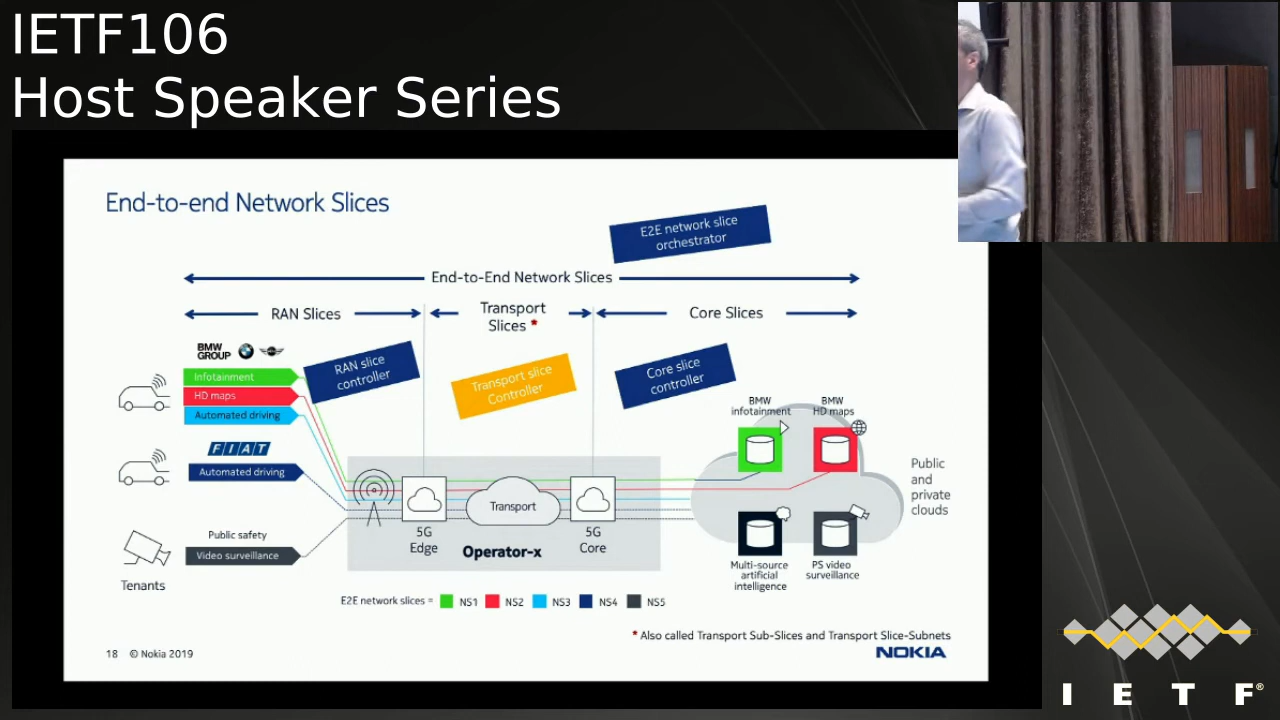 IETF106
Host Speaker Series
End-to-end Network Slices
E2E network slice
orchestrator
End-to-End Network Slices
RAN Slices
Transport
Slices *
Core Slices
BMW
GROUP
RAN slice
controller
Transport slice
Controller
Core slice
controller
Infotainment
HD maps
Automated driving
FIAT
Automated driving
Public safety
Video surveillance
Tenants
5G
Edge
Transport
5G
Core
Operator-x
BMW
infotainment
BMW
HD maps
Public
and
private
clouds
Multi-source
artificial
intelligence
PS video
surveillance
E2E network slices = NS1 NS2 NS3 NS4 NS5
* Also called Transport Sub-Slices and Transport Slice-Subnets
18 © Nokia 2019
NOKIA
I E T F®